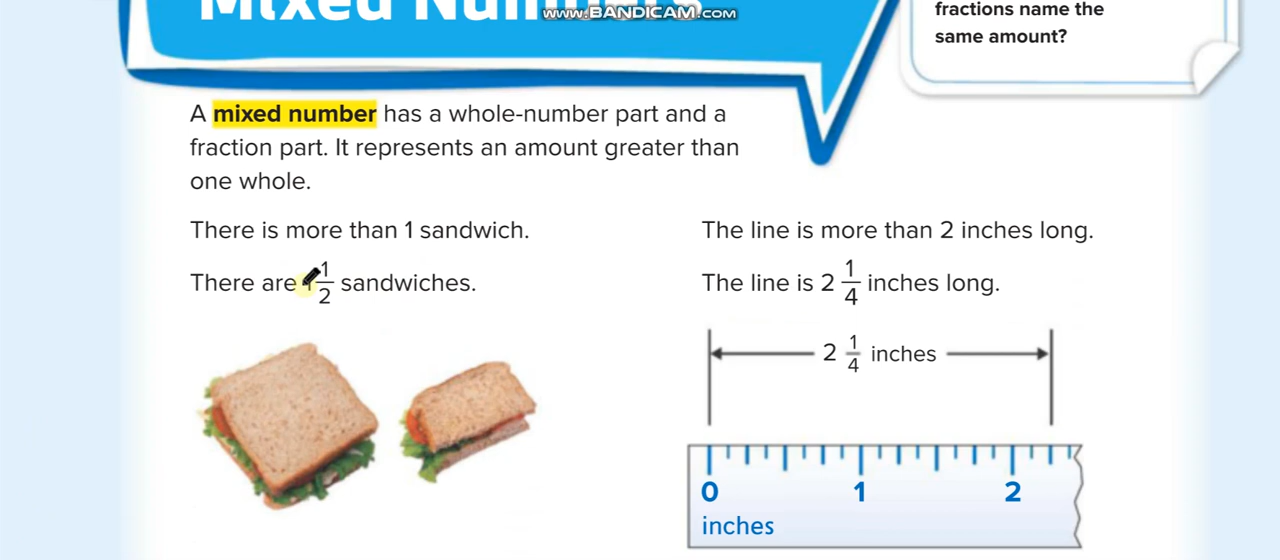 Mixed Numbers
WWW.BANDICAM.COM
fractions name the
same amount?
A mixed number has a whole-number part and a
fraction part. It represents an amount greater than
one whole.
There is more than 1 sandwich.
There are 1 1/2 sandwiches.
The line is more than 2 inches long.
The line is 2 1/4 inches long.
2 1/4 inches
0 1 2
inches